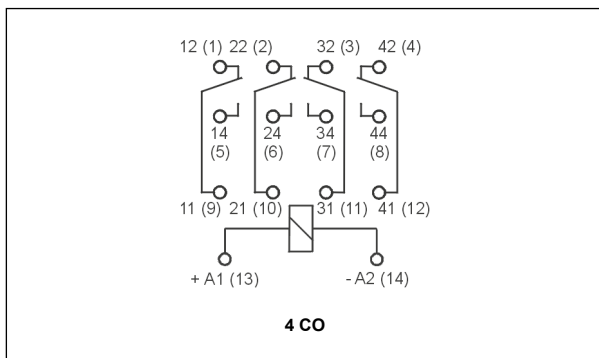 12 (1) 22 (2) 32 (3) 42 (4)
14 24 34 44
(5) (6) (7) (8)
11 (9) 21 (10) 31 (11) 41 (12)
+ A1 (13) - A2 (14)
4 CO